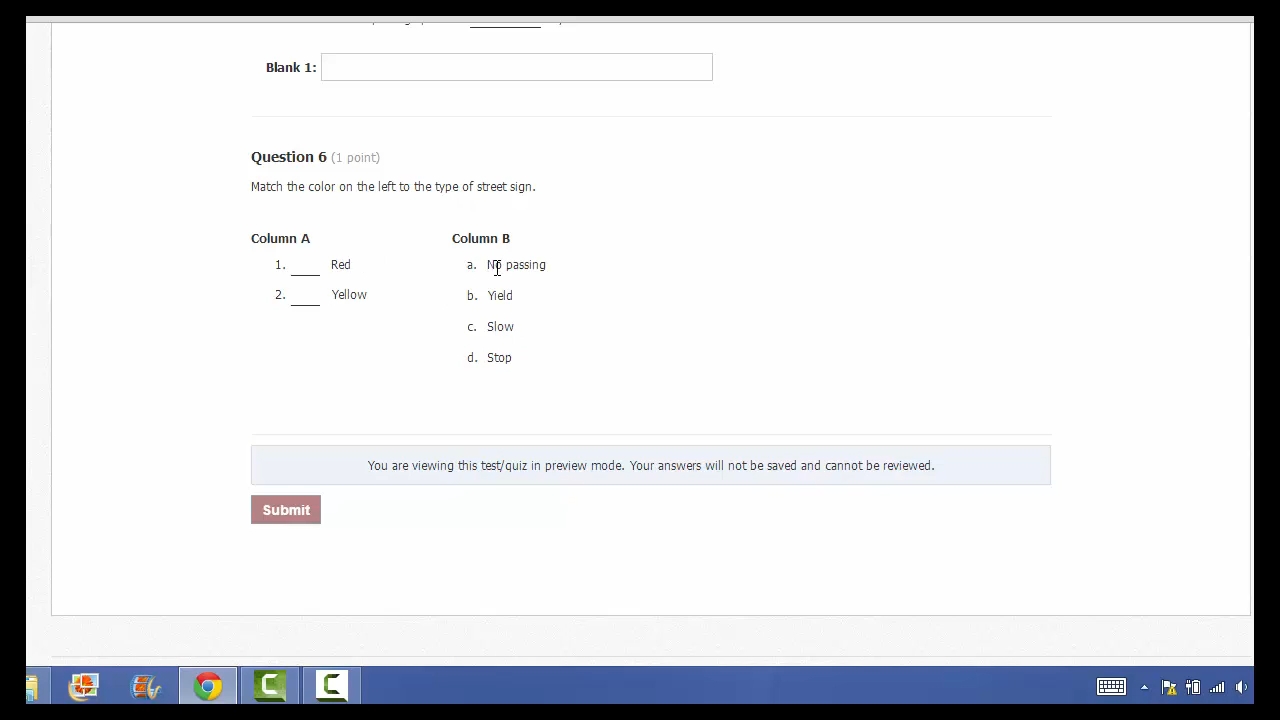 Blank 1:
Question 6 (1 point)
Match the color on the left to the type of street sign.
Column A
1. ____ Red
2. ____ Yellow
Column B
a. No passing
b. Yield
c. Slow
d. Stop
You are viewing this test/quiz in preview mode. Your answers will not be saved and cannot be reviewed.
Submit